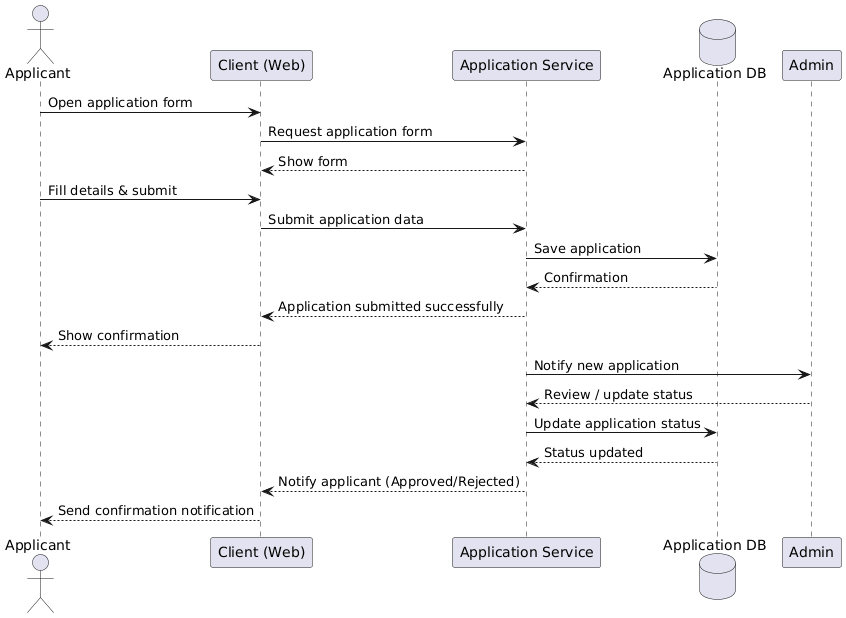 Applicant
Client (Web)
Application Service
Application DB
Admin
Open application form
Request application form
Show form
Fill details & submit
Submit application data
Save application
Confirmation
Application submitted successfully
Show confirmation
Notify new application
Review / update status
Update application status
Status updated
Notify applicant (Approved/Rejected)
Send confirmation notification
Applicant
Client (Web)
Application Service
Application DB
Admin